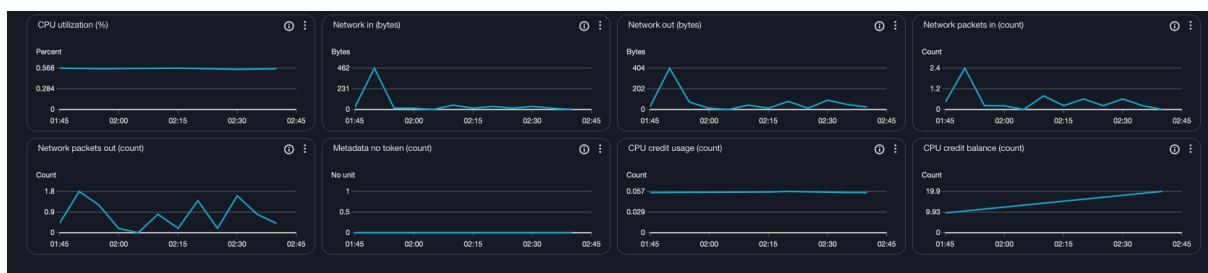 CPU utilization (%)
Percent
0.568
0.284
0
01:45 02:00 02:15 02:30 02:45
Network in (bytes)
Bytes
462
231
0
01:45 02:00 02:15 02:30 02:45
Network out (bytes)
Bytes
404
202
0
01:45 02:00 02:15 02:30 02:45
Network packets in (count)
Count
2.4
1.2
0
01:45 02:00 02:15 02:30 02:45
Network packets out (count)
Count
1.8
0.9
0
01:45 02:00 02:15 02:30 02:45
Metadata no token (count)
No unit
1
0.5
0
01:45 02:00 02:15 02:30 02:45
CPU credit usage (count)
Count
0.057
0.029
0
01:45 02:00 02:15 02:30 02:45
CPU credit balance (count)
Count
19.9
9.93
0
01:45 02:00 02:15 02:30 02:45